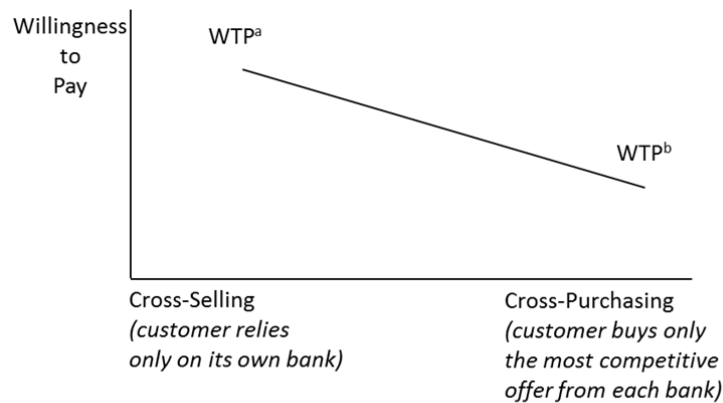 Willingness
to
Pay
WTPᵃ
WTPᵇ
Cross-Selling
(customer relies
only on its own bank)
Cross-Purchasing
(customer buys only
the most competitive
offer from each bank)